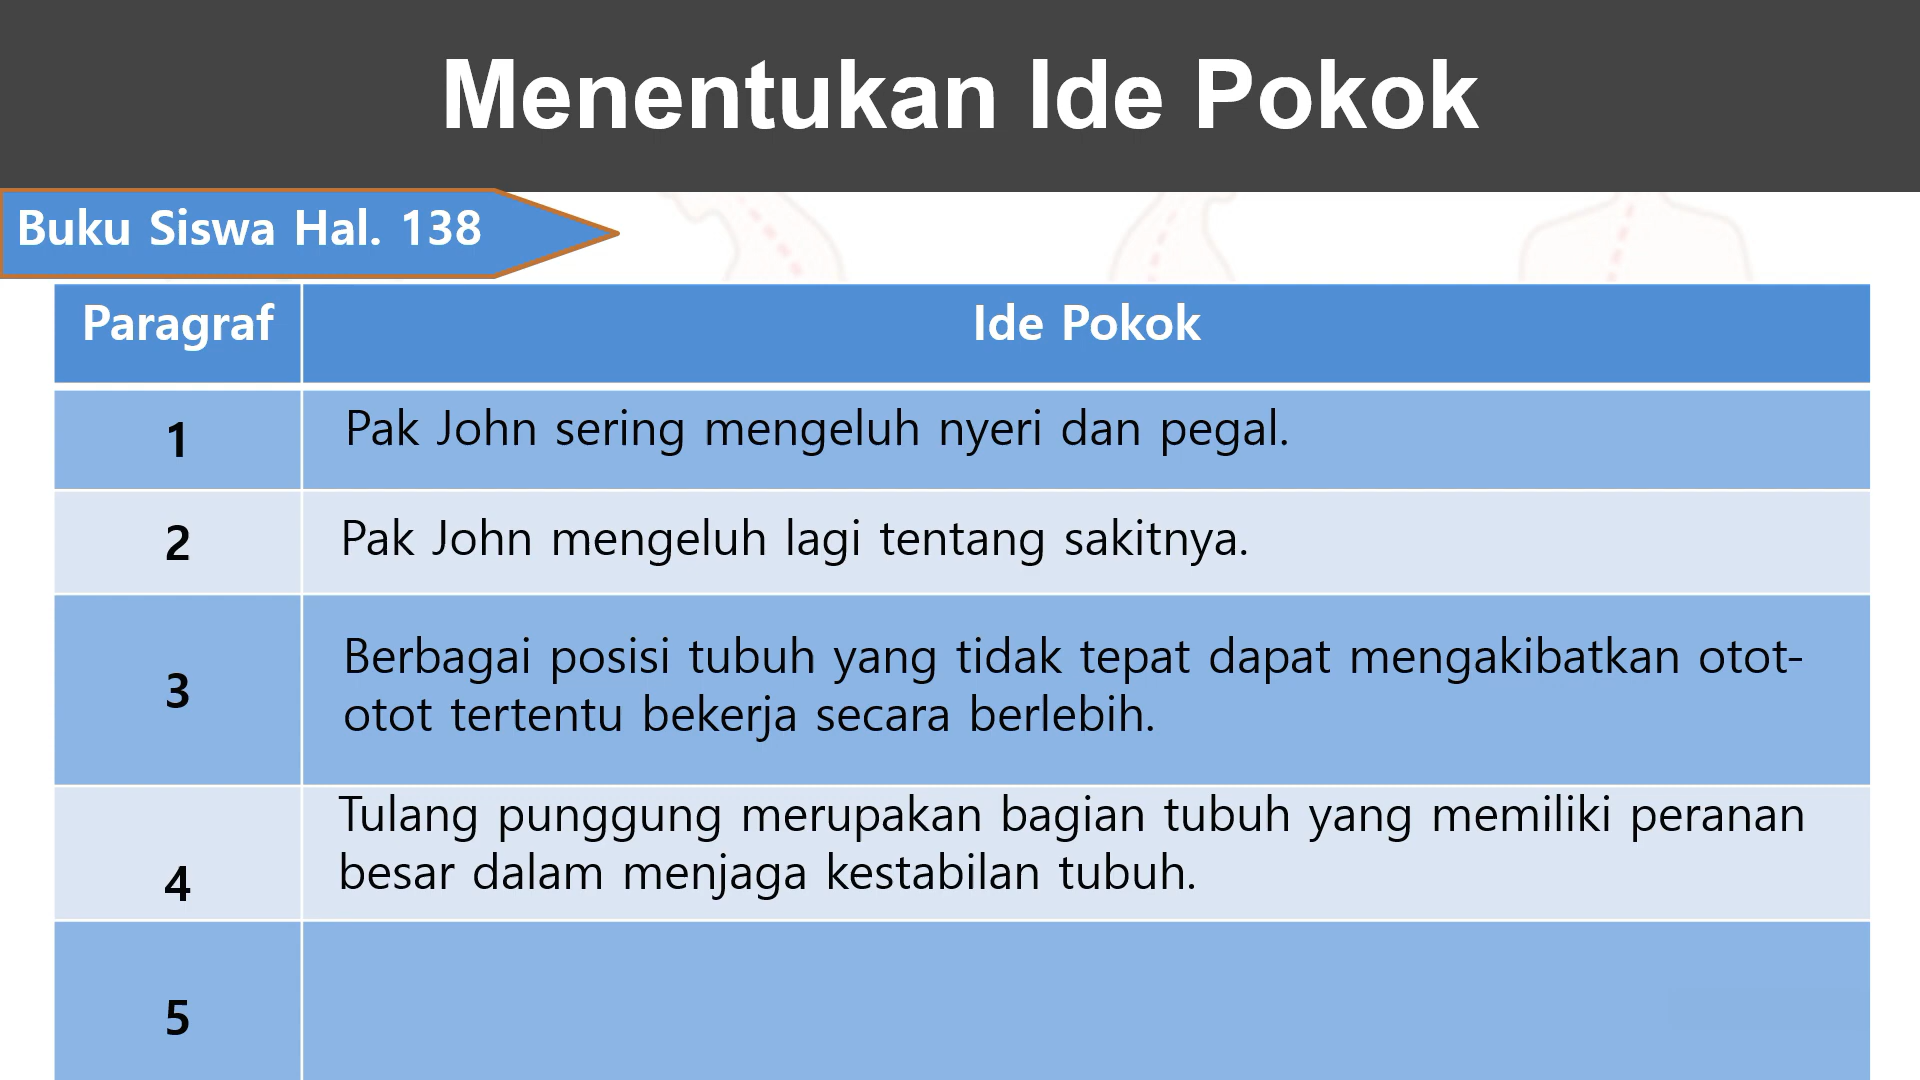 Menentukan Ide Pokok
Buku Siswa Hal. 138
Paragraf
Ide Pokok
1
Pak John sering mengeluh nyeri dan pegal.
2
Pak John mengeluh lagi tentang sakitnya.
3
Berbagai posisi tubuh yang tidak tepat dapat mengakibatkan otot-
otot tertentu bekerja secara berlebih.
4
Tulang punggung merupakan bagian tubuh yang memiliki peranan
besar dalam menjaga kestabilan tubuh.
5